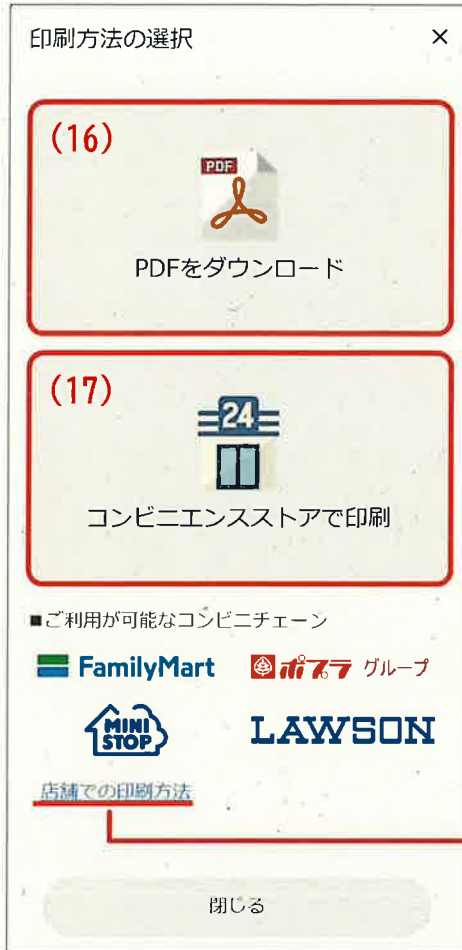 印刷方法の選択 ×
(16)
PDF
PDFをダウンロード
(17)
24
コンビニエンスストアで印刷
■ご利用が可能なコンビニチェーン
FamilyMart ポプラ グループ
MINI STOP LAWSON
店舗での印刷方法
閉じる